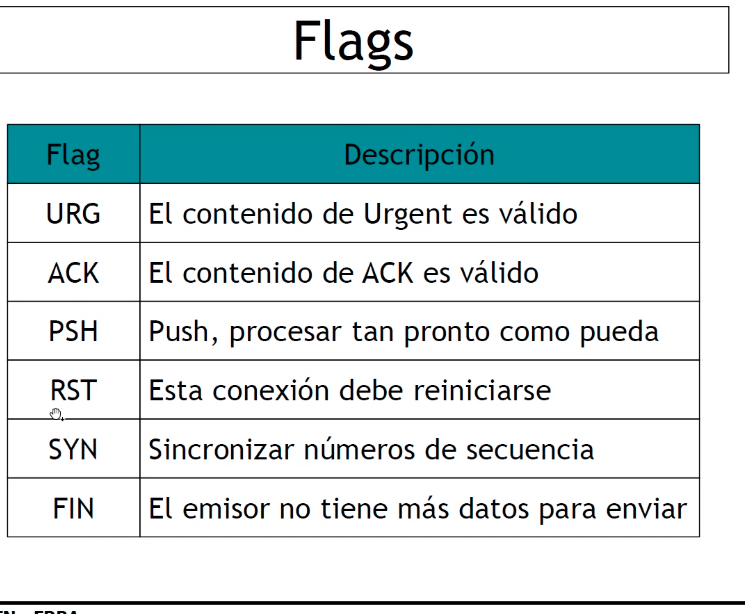 Flags
Flag Descripción
URG El contenido de Urgent es válido
ACK El contenido de ACK es válido
PSH Push, procesar tan pronto como pueda
RST Esta conexión debe reiniciarse
SYN Sincronizar números de secuencia
FIN El emisor no tiene más datos para enviar